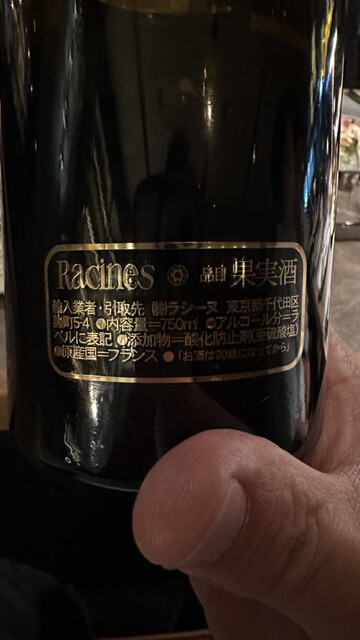 Racines 品目 果実酒
輸入業者・引取先 ㈱ラシーヌ 東京都千代田区
麹町5-4 ●内容量=750ml ●アルコール分=ラ
ベルに表記 ●添加物=酸化防止剤(亜硫酸塩)
●原産国=フランス ●「お酒は20歳になってから」